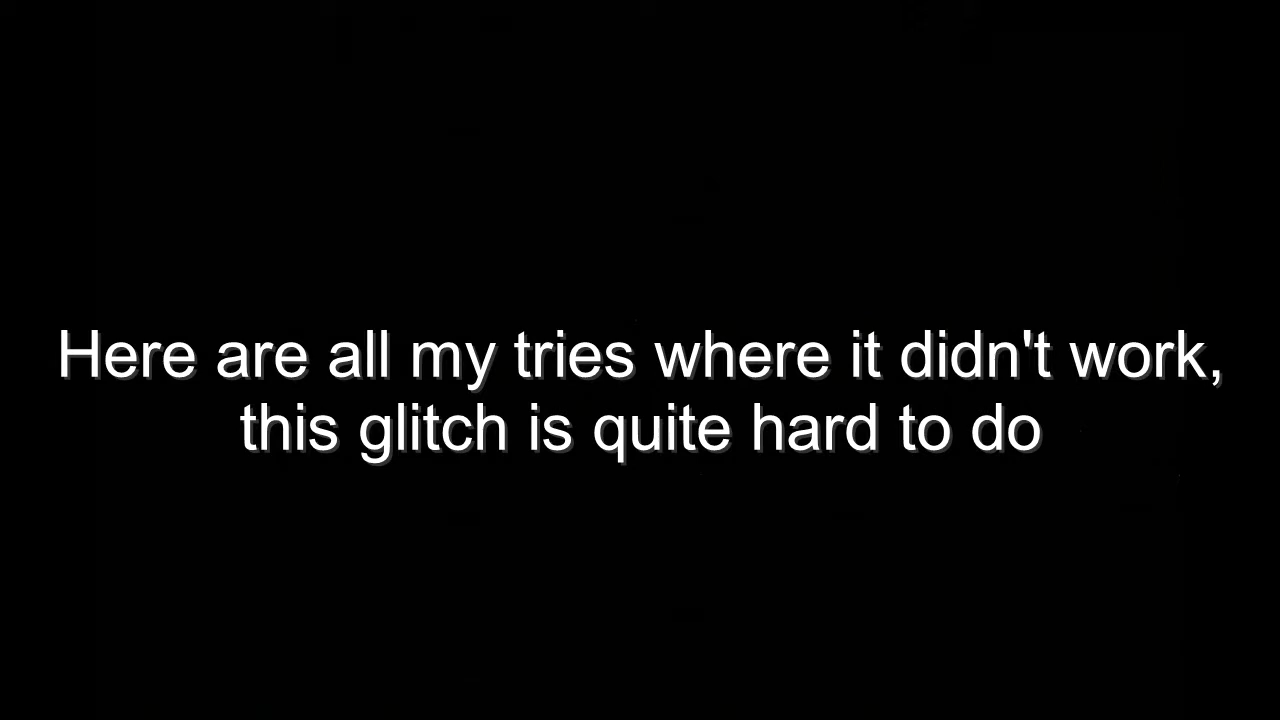 Here are all my tries where it didn't work,
this glitch is quite hard to do